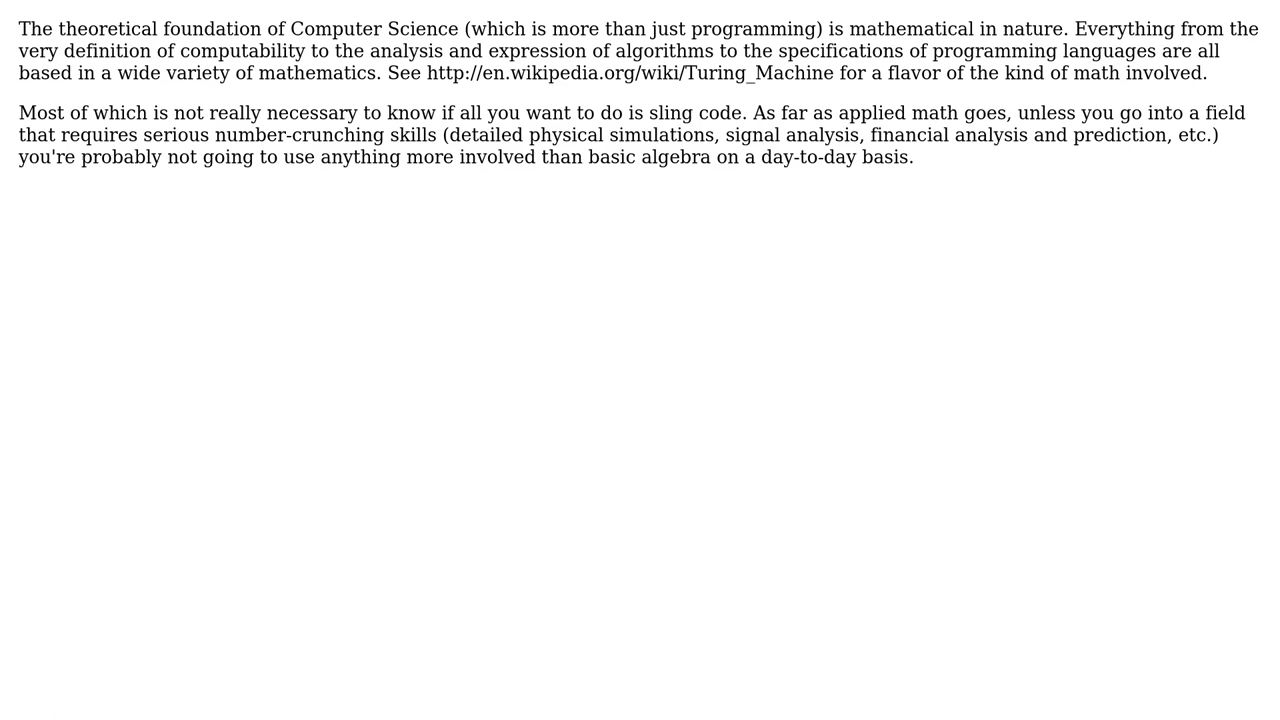 The theoretical foundation of Computer Science (which is more than just programming) is mathematical in nature. Everything from the
very definition of computability to the analysis and expression of algorithms to the specifications of programming languages are all
based in a wide variety of mathematics. See http://en.wikipedia.org/wiki/Turing_Machine for a flavor of the kind of math involved.
Most of which is not really necessary to know if all you want to do is sling code. As far as applied math goes, unless you go into a field
that requires serious number-crunching skills (detailed physical simulations, signal analysis, financial analysis and prediction, etc.)
you're probably not going to use anything more involved than basic algebra on a day-to-day basis.